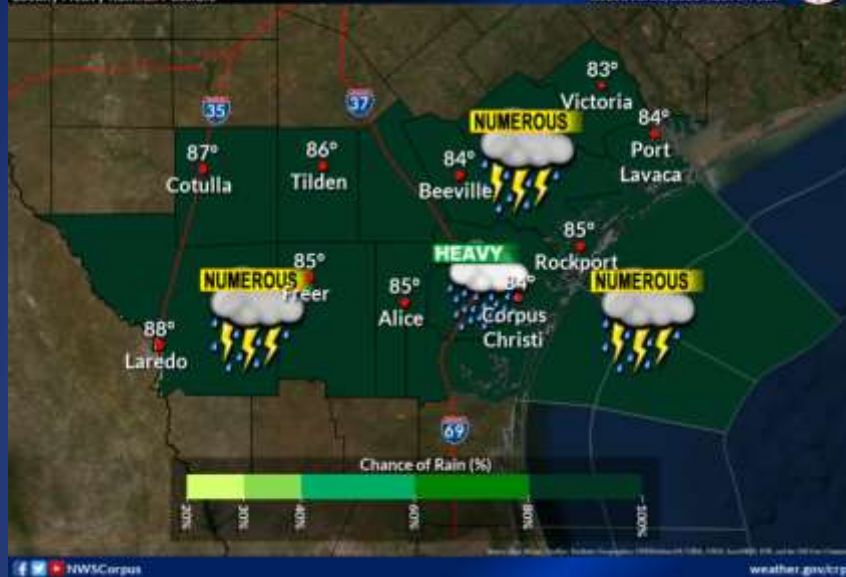 35
37
83°
Victoria
NUMEROUS
84°
Port
Lavaca
87°
Cotulla
86°
Tilden
84°
Beeville
HEAVY
85°
Rockport
NUMEROUS
85°
Freer
85°
Alice
84°
Corpus
Christi
NUMEROUS
88°
Laredo
69
Chance of Rain (%)
20%
30%
40%
60%
80%
100%
NWSCorpus
weather.gov/crp